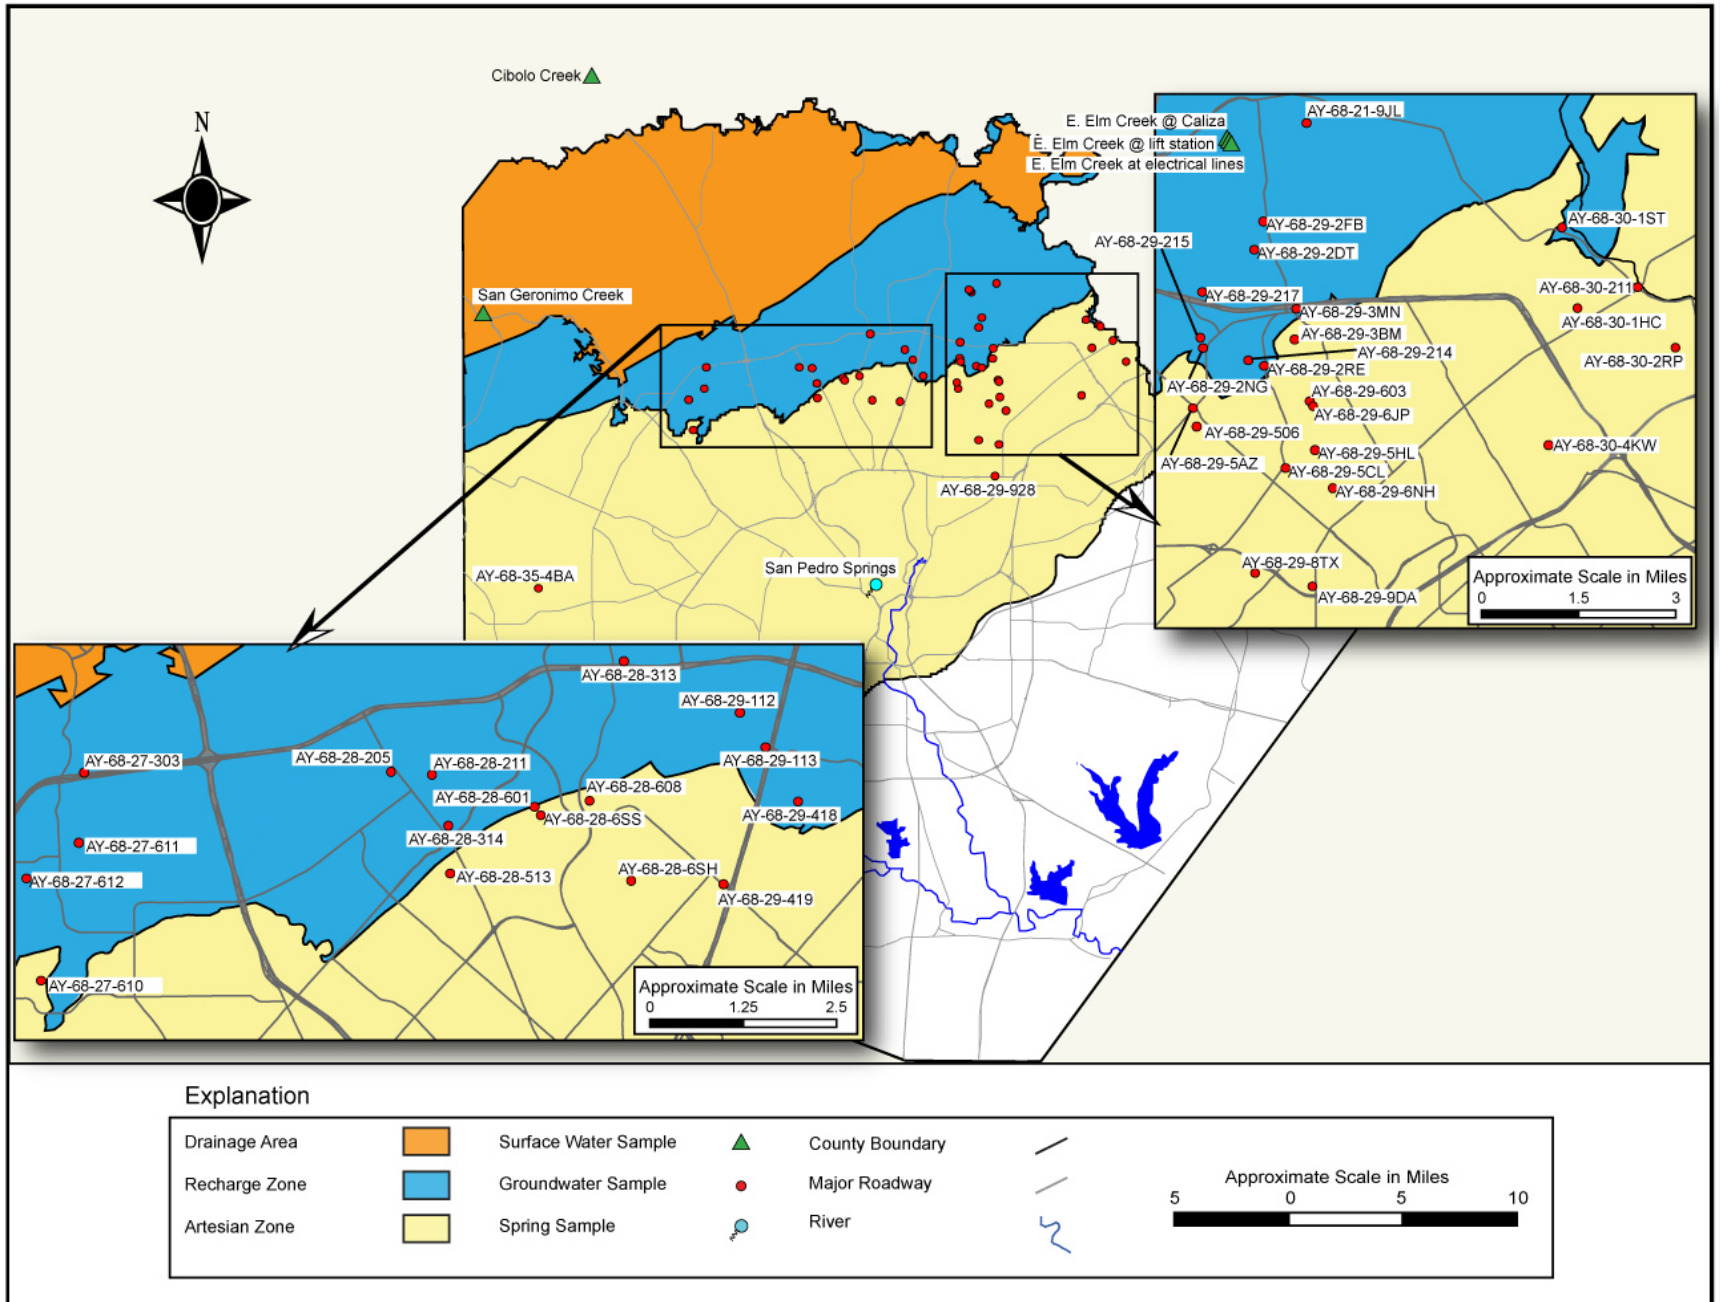 Cibolo Creek
N
E. Elm Creek @ Caliza
E. Elm Creek @ lift station
E. Elm Creek at electrical lines
San Geronimo Creek
AY-68-29-928
San Pedro Springs
AY-68-35-4BA
AY-68-21-9JL
AY-68-29-2FB
AY-68-30-1ST
AY-68-29-215
AY-68-29-2DT
AY-68-29-217
AY-68-30-211
AY-68-29-3MN
AY-68-30-1HC
AY-68-29-3BM
AY-68-29-214
AY-68-30-2RP
AY-68-29-2RE
AY-68-29-2NG
AY-68-29-603
AY-68-29-6JP
AY-68-29-506
AY-68-30-4KW
AY-68-29-5HL
AY-68-29-5AZ
AY-68-29-5CL
AY-68-29-6NH
AY-68-29-8TX
AY-68-29-9DA
Approximate Scale in Miles
0 1.5 3
AY-68-28-313
AY-68-29-112
AY-68-27-303
AY-68-28-205
AY-68-28-211
AY-68-29-113
AY-68-28-608
AY-68-28-601
AY-68-28-6SS
AY-68-29-418
AY-68-28-314
AY-68-27-611
AY-68-28-6SH
AY-68-28-513
AY-68-27-612
AY-68-29-419
AY-68-27-610
Approximate Scale in Miles
0 1.25 2.5
Explanation
Drainage Area
Surface Water Sample
County Boundary
Recharge Zone
Groundwater Sample
Major Roadway
Artesian Zone
Spring Sample
River
Approximate Scale in Miles
5 0 5 10